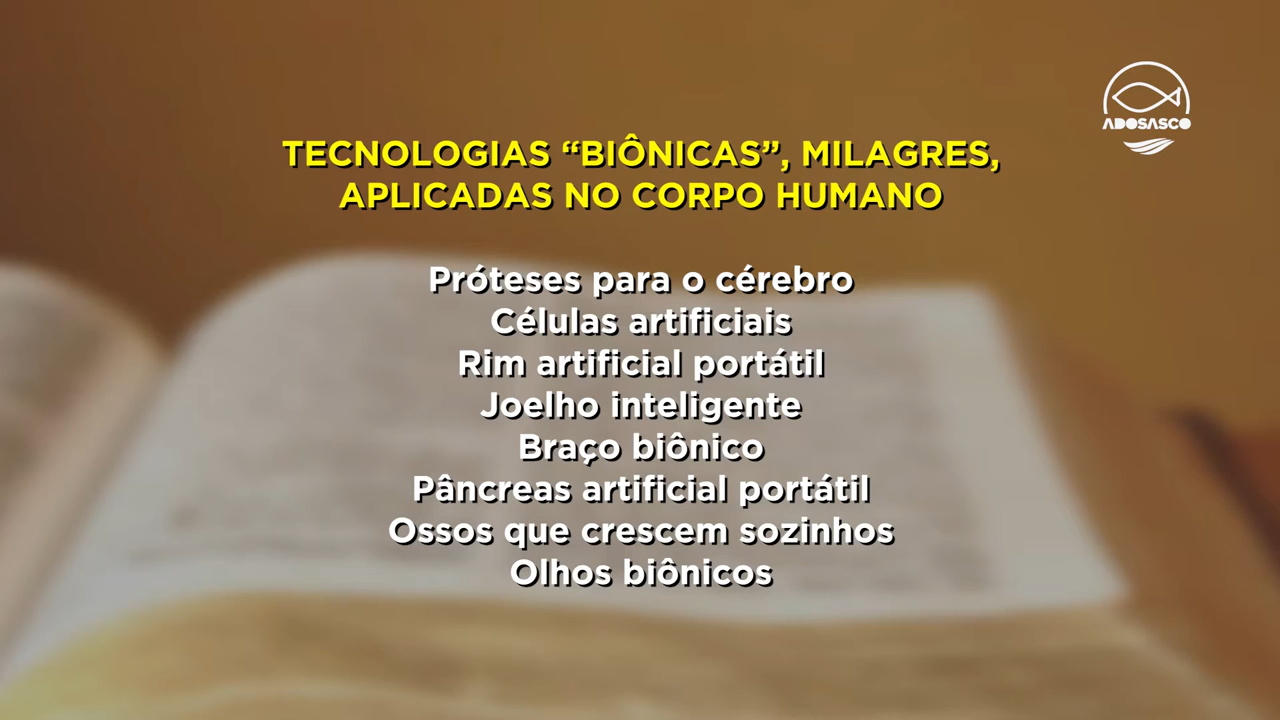 ADOSASCO
TECNOLOGIAS “BIÔNICAS”, MILAGRES,
APLICADAS NO CORPO HUMANO
Próteses para o cérebro
Células artificiais
Rim artificial portátil
Joelho inteligente
Braço biônico
Pâncreas artificial portátil
Ossos que crescem sozinhos
Olhos biônicos